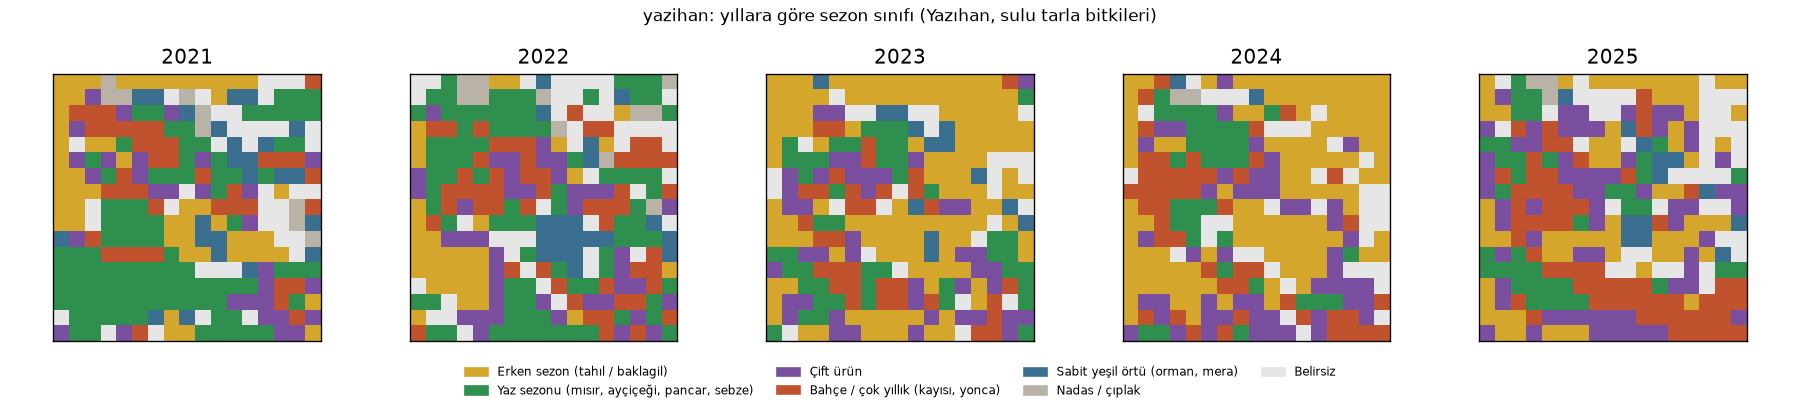 yazihan: yıllara göre sezon sınıfı (Yazıhan, sulu tarla bitkileri)
2021 2022 2023 2024 2025
Erken sezon (tahıl / baklagil) Çift ürün Sabit yeşil örtü (orman, mera) Belirsiz
Yaz sezonu (mısır, ayçiçeği, pancar, sebze) Bahçe / çok yıllık (kayısı, yonca) Nadas / çıplak